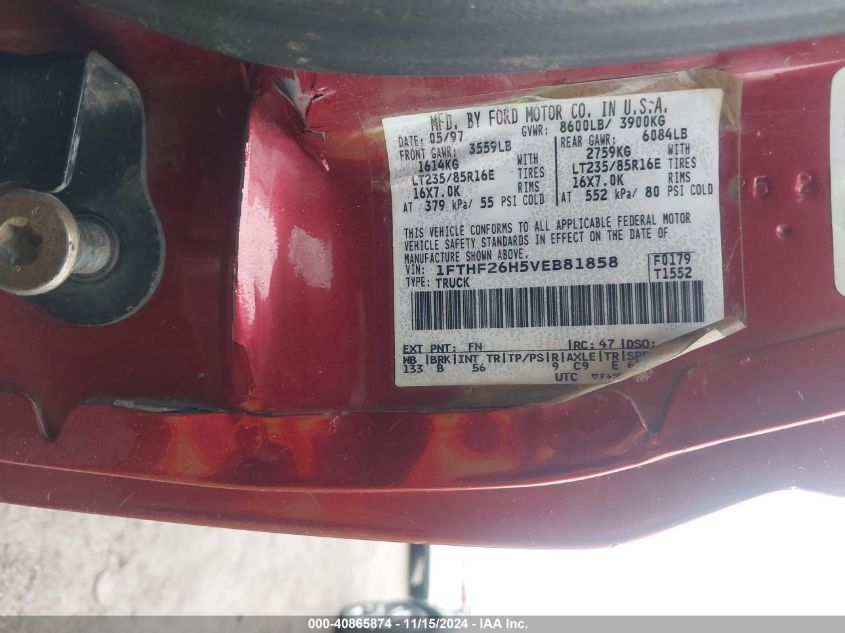 MFD. BY FORD MOTOR CO. IN U.S.A.
DATE: 05/97 GVWR: 8600LB/ 3900KG
FRONT GAWR: 3559LB REAR GAWR: 6084LB
1614KG WITH 2759KG WITH
LT235/85R16E TIRES LT235/85R16E TIRES
16X7.0K RIMS 16X7.0K RIMS
AT 379 kPa/ 55 PSI COLD AT 552 kPa/ 80 PSI COLD
THIS VEHICLE CONFORMS TO ALL APPLICABLE FEDERAL MOTOR
VEHICLE SAFETY STANDARDS IN EFFECT ON THE DATE OF
MANUFACTURE SHOWN ABOVE.
VIN: 1FTHF26H5VEB81858 F0179
TYPE: TRUCK T1552
EXT PNT: FN RC: 47 DSO:
WB BRK INT TR TP/PS R AXLE TR SPR
133 B 56 9 C9 E
UTC
000-40865874 - 11/15/2024 - IAA Inc.